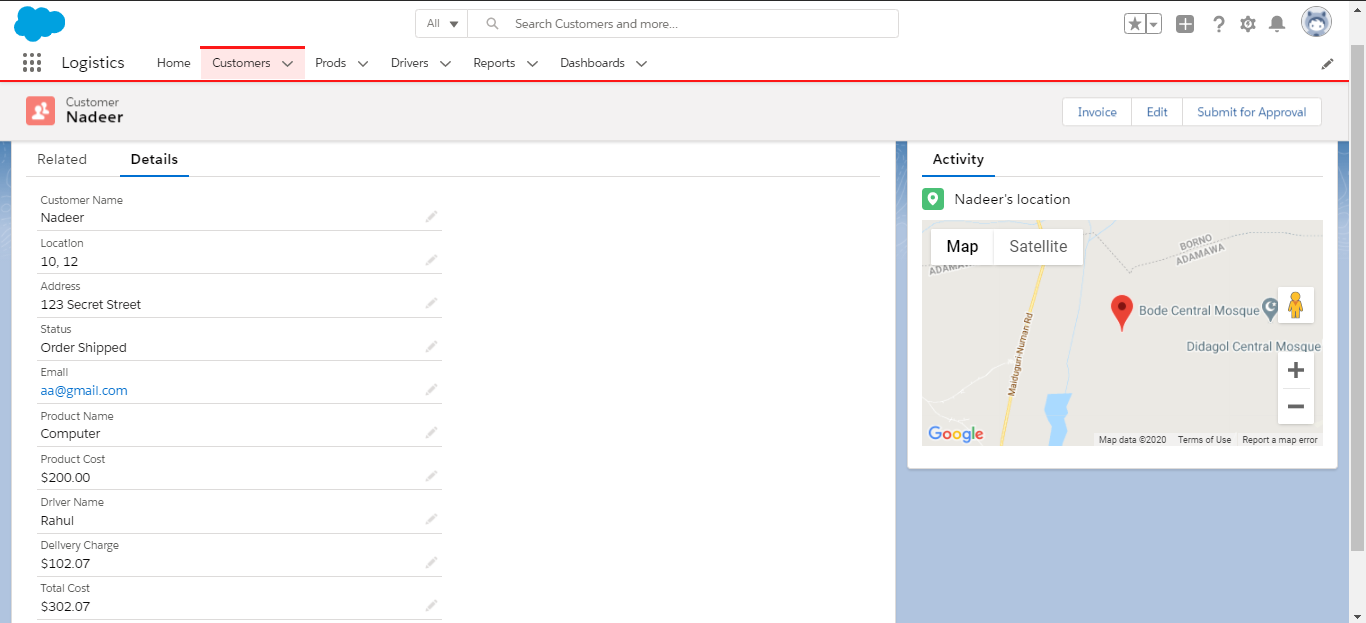 All
Search Customers and more...
Logistics
Home
Customers
Prods
Drivers
Reports
Dashboards
Customer
Nadeer
Invoice
Edit
Submit for Approval
Related
Details
Customer Name
Nadeer
Location
10, 12
Address
123 Secret Street
Status
Order Shipped
Email
aa@gmail.com
Product Name
Computer
Product Cost
$200.00
Driver Name
Rahul
Delivery Charge
$102.07
Total Cost
$302.07
Activity
Nadeer's location
Map
Satellite
BORNO
ADAMAWA
Maiduguri-Numan Rd
Bode Central Mosque
Didagol Central Mosque
Google
Map data ©2020
Terms of Use
Report a map error